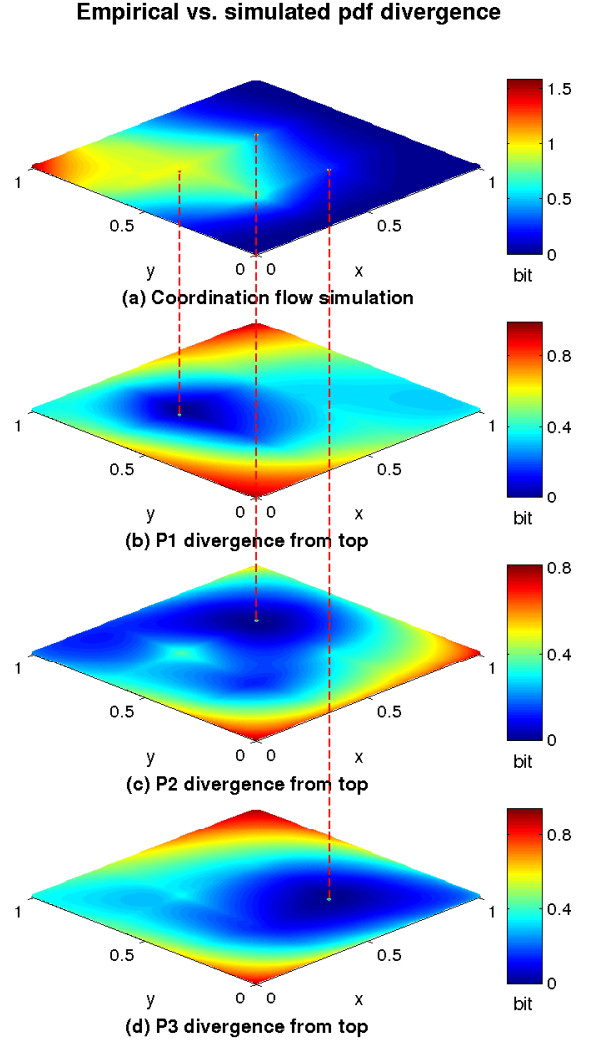 Empirical vs. simulated pdf divergence
1.5
1
0.5
0
bit
1
0.5
y
0
0
x
0.5
1
(a) Coordination flow simulation
0.8
0.4
0
bit
1
0.5
y
0
0
x
0.5
1
(b) P1 divergence from top
0.8
0.4
0
bit
1
0.5
y
0
0
x
0.5
1
(c) P2 divergence from top
0.8
0.4
0
bit
1
0.5
y
0
0
x
0.5
1
(d) P3 divergence from top